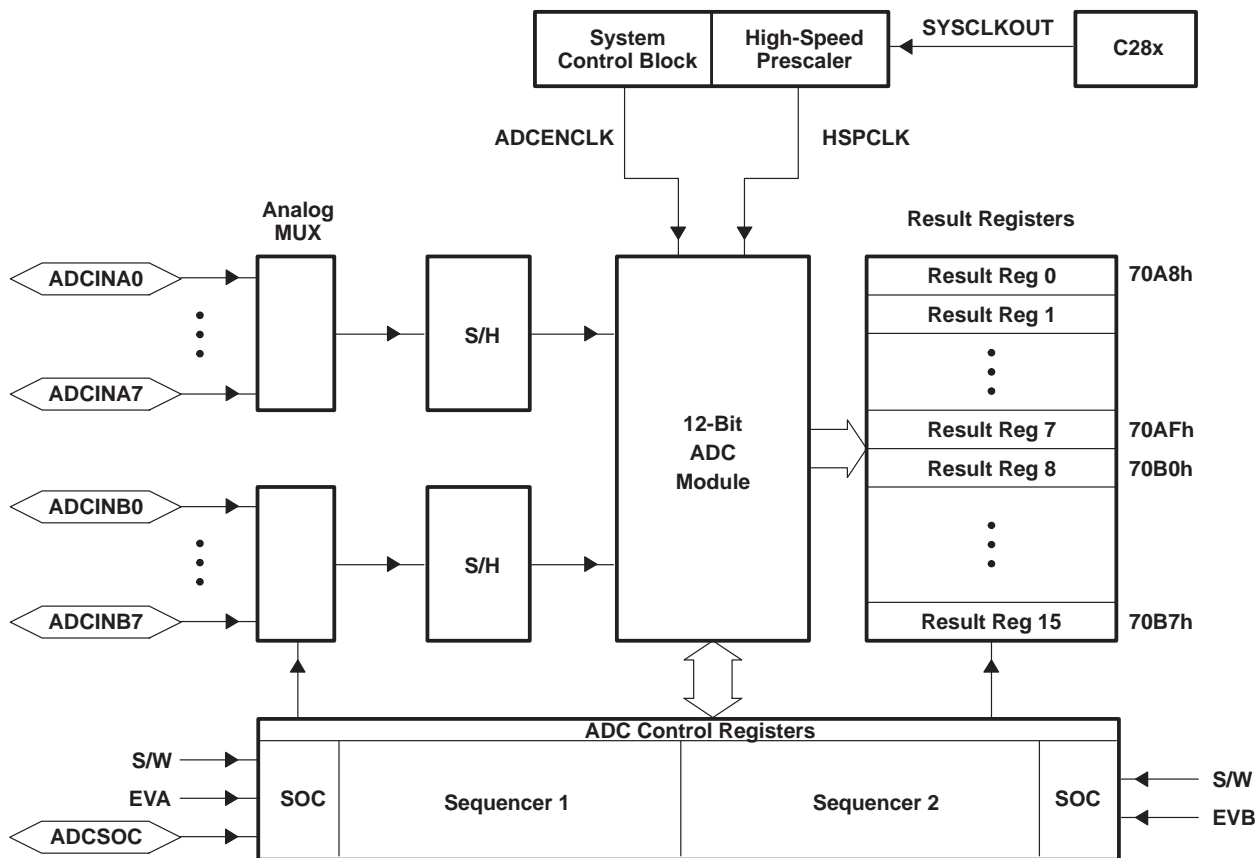 System
Control Block
High-Speed
Prescaler
SYSCLKOUT
C28x
ADCENCLK
HSPCLK
Analog
MUX
Result Registers
ADCINA0
ADCINA7
S/H
12-Bit
ADC
Module
Result Reg 0
70A8h
Result Reg 1
Result Reg 7
70AFh
Result Reg 8
70B0h
Result Reg 15
70B7h
ADCINB0
ADCINB7
S/H
ADC Control Registers
S/W
EVA
ADCSOC
SOC
Sequencer 1
Sequencer 2
SOC
S/W
EVB